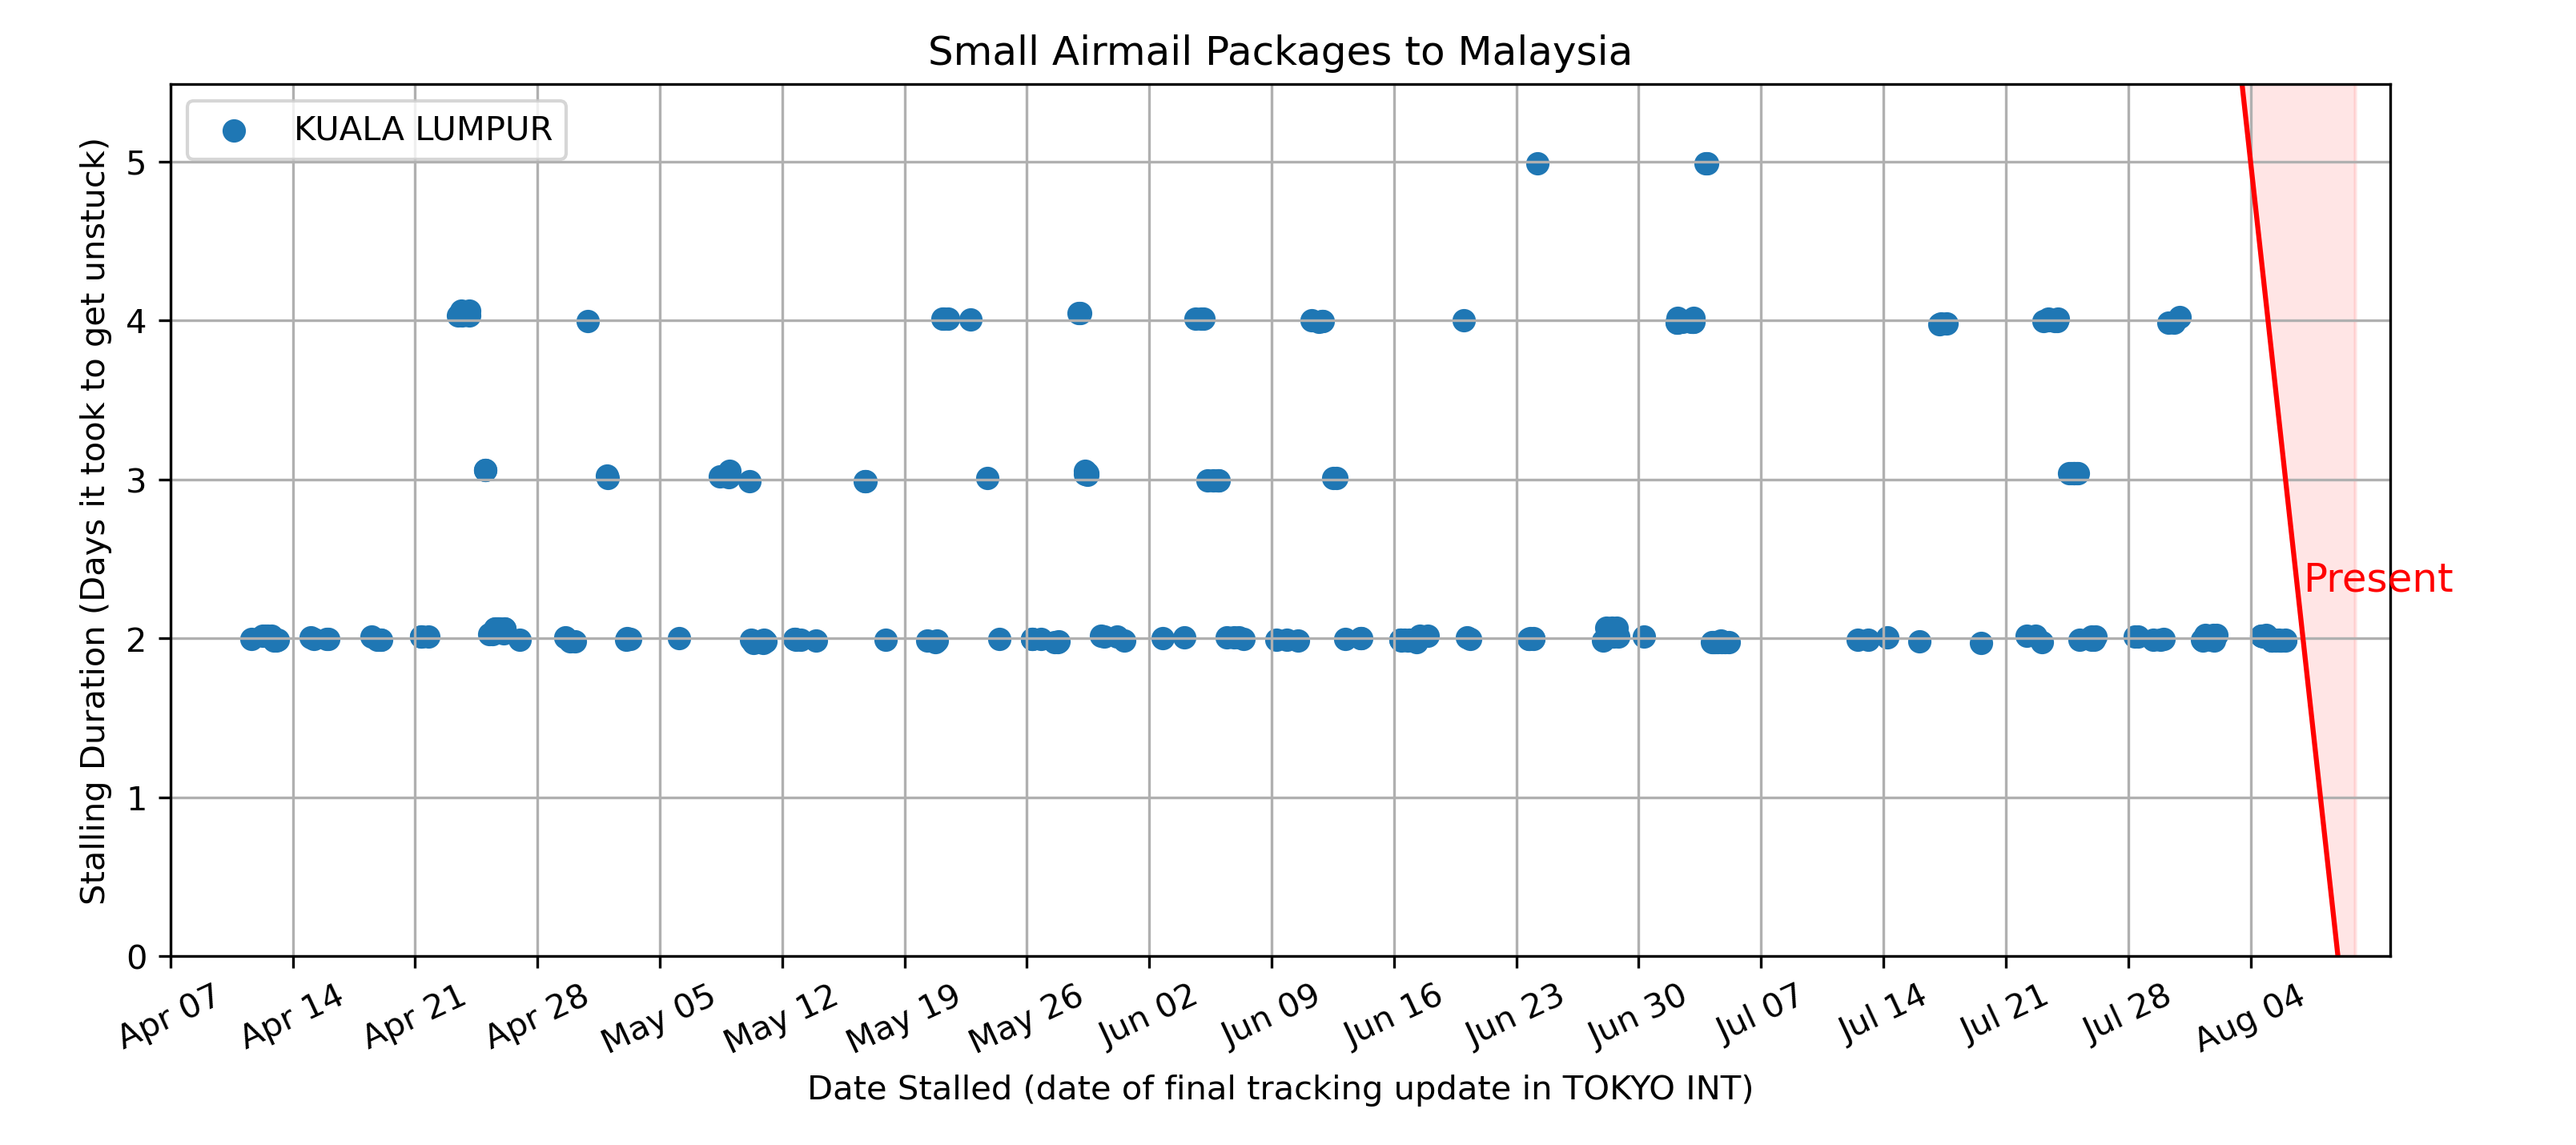 Small Airmail Packages to Malaysia
KUALA LUMPUR
Stalling Duration (Days it took to get unstuck)
5
4
3
2
1
0
Present
Apr 07
Apr 14
Apr 21
Apr 28
May 05
May 12
May 19
May 26
Jun 02
Jun 09
Jun 16
Jun 23
Jun 30
Jul 07
Jul 14
Jul 21
Jul 28
Aug 04
Date Stalled (date of final tracking update in TOKYO INT)